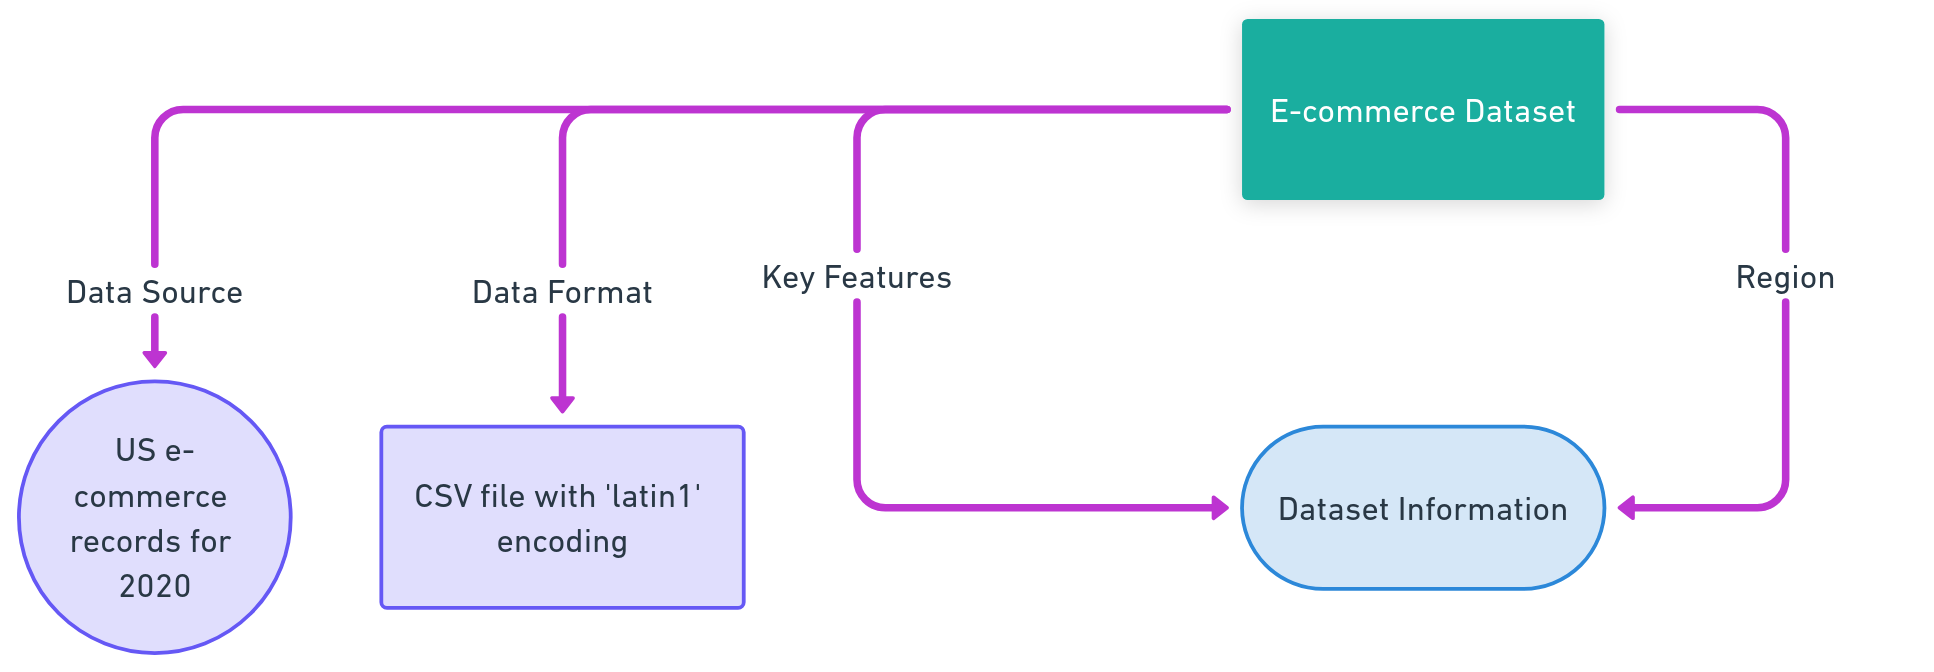 E-commerce Dataset
Data Source
Data Format
Key Features
Region
US e-
commerce
records for
2020
CSV file with 'latin1'
encoding
Dataset Information